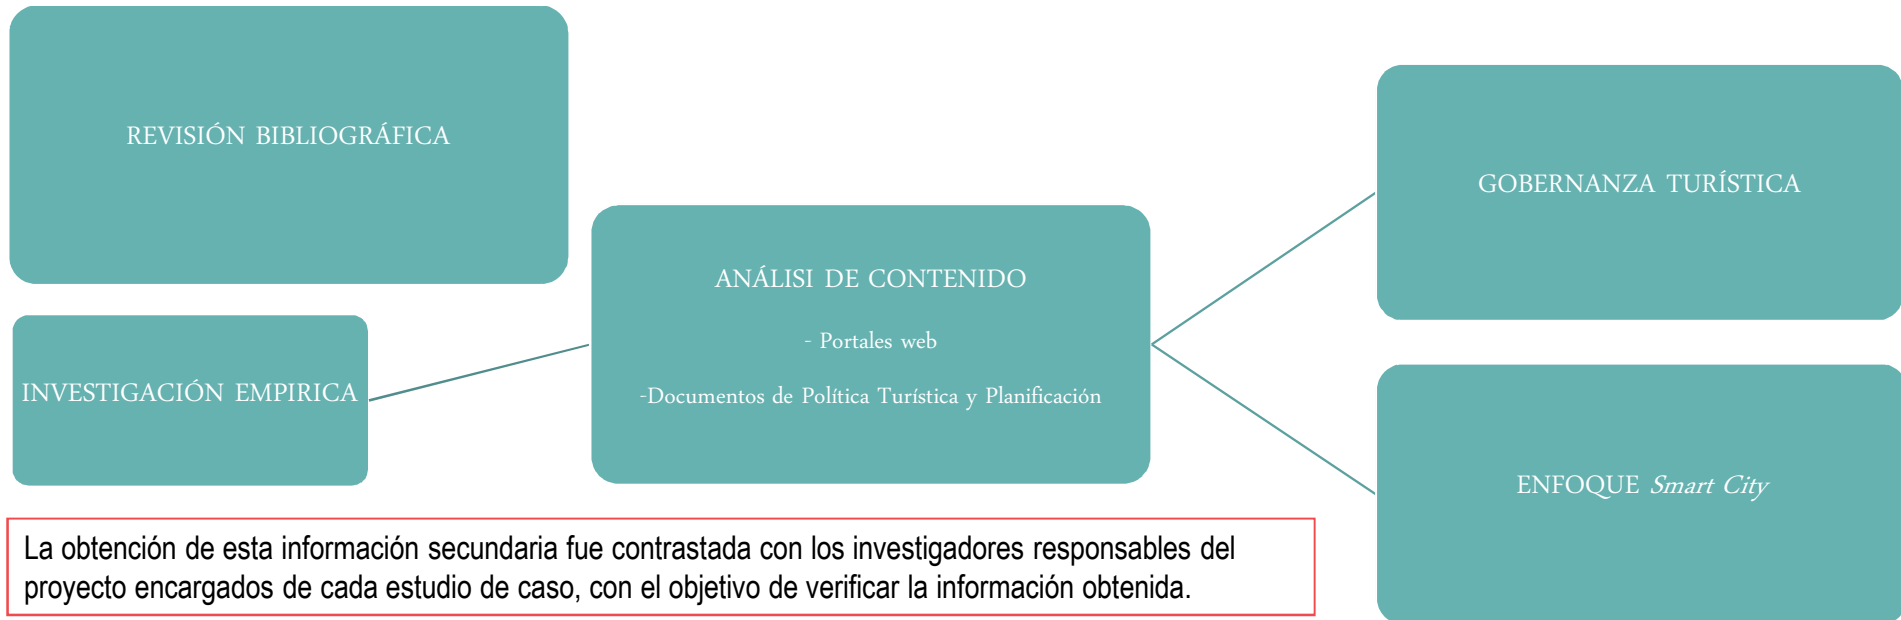 REVISIÓN BIBLIOGRÁFICA
INVESTIGACIÓN EMPIRICA
ANÁLISI DE CONTENIDO
- Portales web
-Documentos de Política Turística y Planificación
GOBERNANZA TURÍSTICA
ENFOQUE Smart City
La obtención de esta información secundaria fue contrastada con los investigadores responsables del
proyecto encargados de cada estudio de caso, con el objetivo de verificar la información obtenida.